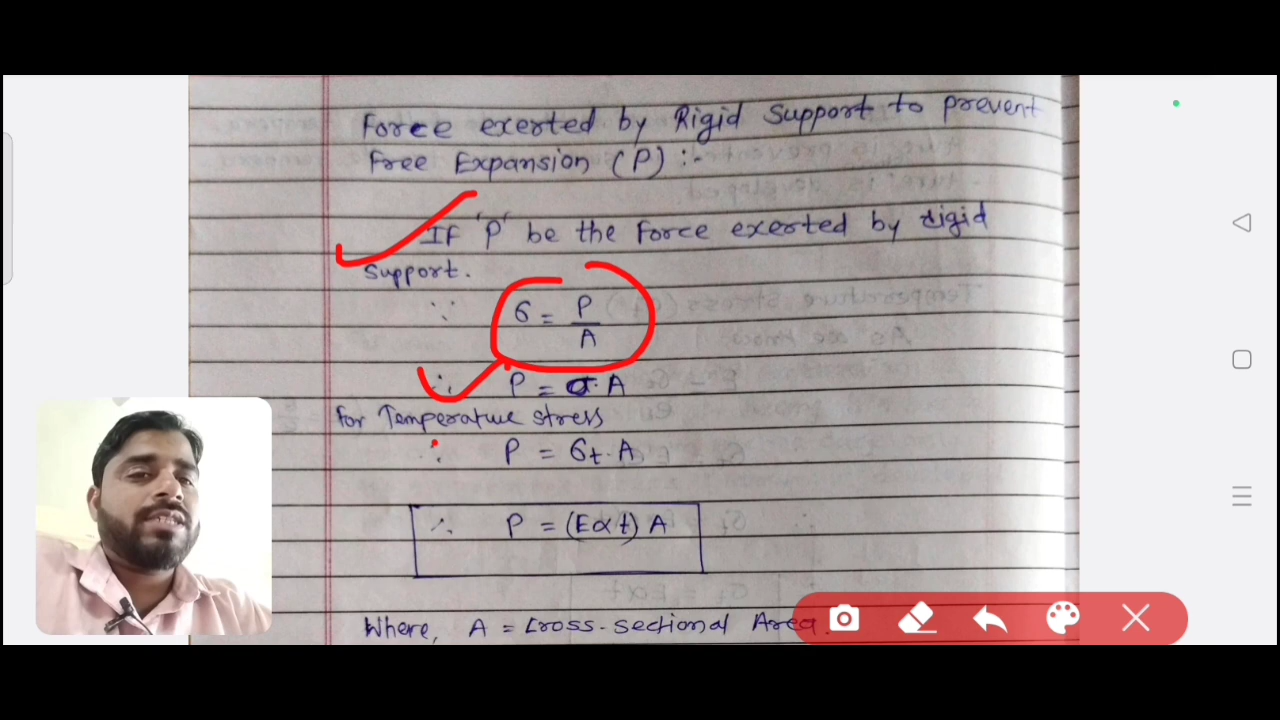 Force exerted by Rigid Support to prevent
free Expansion (P) :-
If 'P' be the Force exerted by rigid
support.
∵ σ = P/A
∴ P = σ. A
For Temperature stress
∴ P = σt. A
∴ P = (Eαt) A
Where, A = Cross-sectional Area.